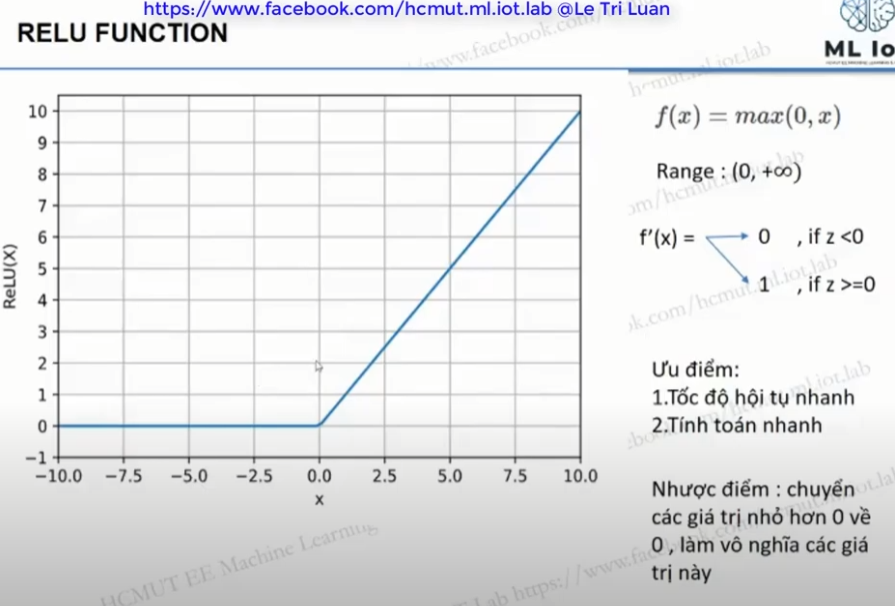 https://www.facebook.com/hcmut.ml.iot.lab @Le Tri Luan
RELU FUNCTION
ML Io
f(x) = max(0, x)
Range : (0, +∞)
f'(x) =
0 , if z <0
1 , if z >=0
Ưu điểm:
1.Tốc độ hội tụ nhanh
2.Tính toán nhanh
Nhược điểm : chuyển
các giá trị nhỏ hơn 0 về
0 , làm vô nghĩa các giá
trị này
ReLU(X)
10
9
8
7
6
5
4
3
2
1
0
−1
−10.0 −7.5 −5.0 −2.5 0.0 2.5 5.0 7.5 10.0
x
HCMUT EE Machine Learning
Lab https://www.face